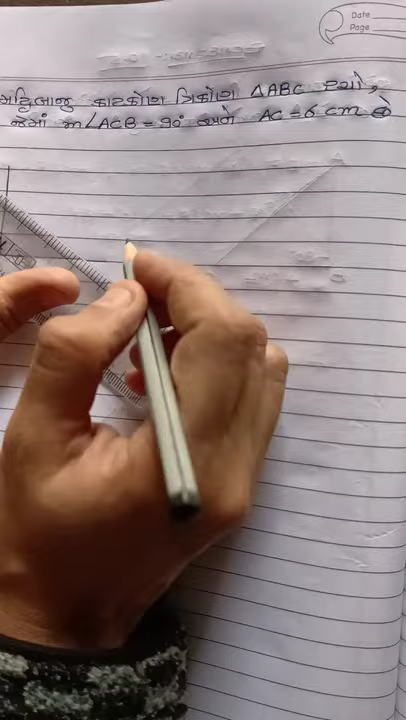 Date
Page
સમદ્વિબાજુ કાટકોણ ત્રિકોણ ΔABC રચો,
જેમાં m∠ACB = 90° અને AC = 6 cm છે